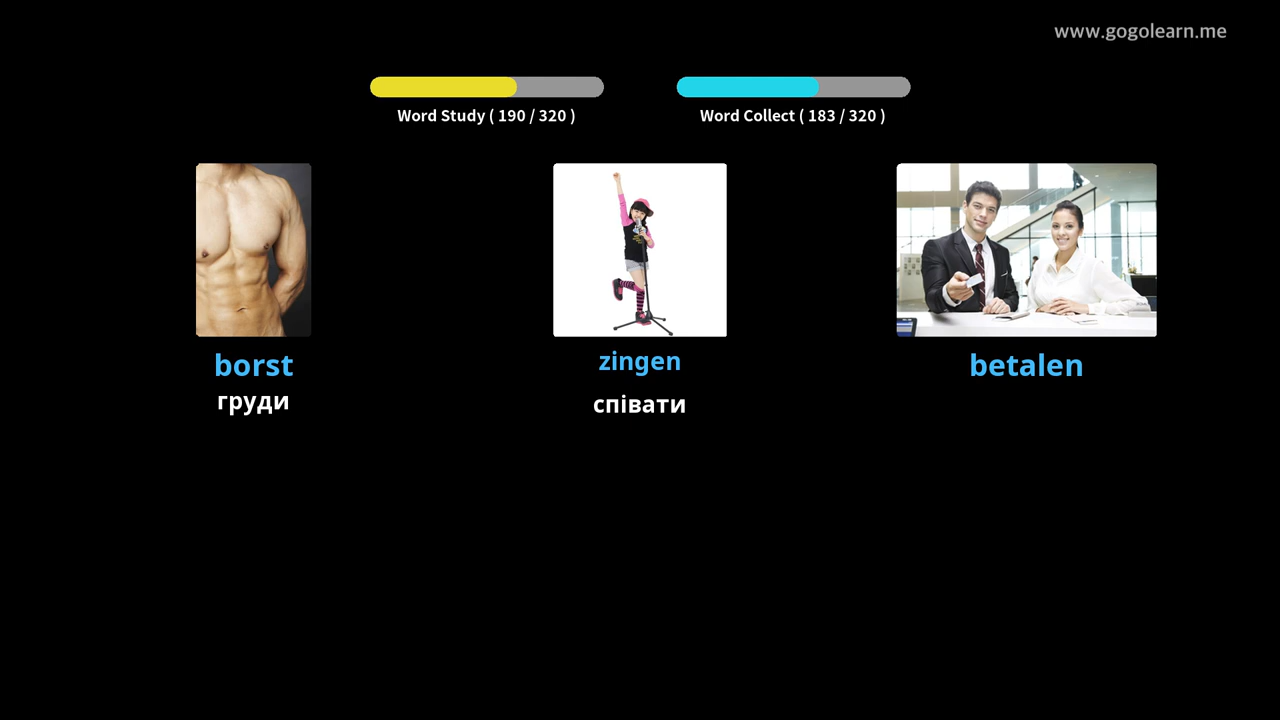 www.gogolearn.me
Word Study ( 190 / 320 )
Word Collect ( 183 / 320 )
borst
груди
zingen
співати
betalen